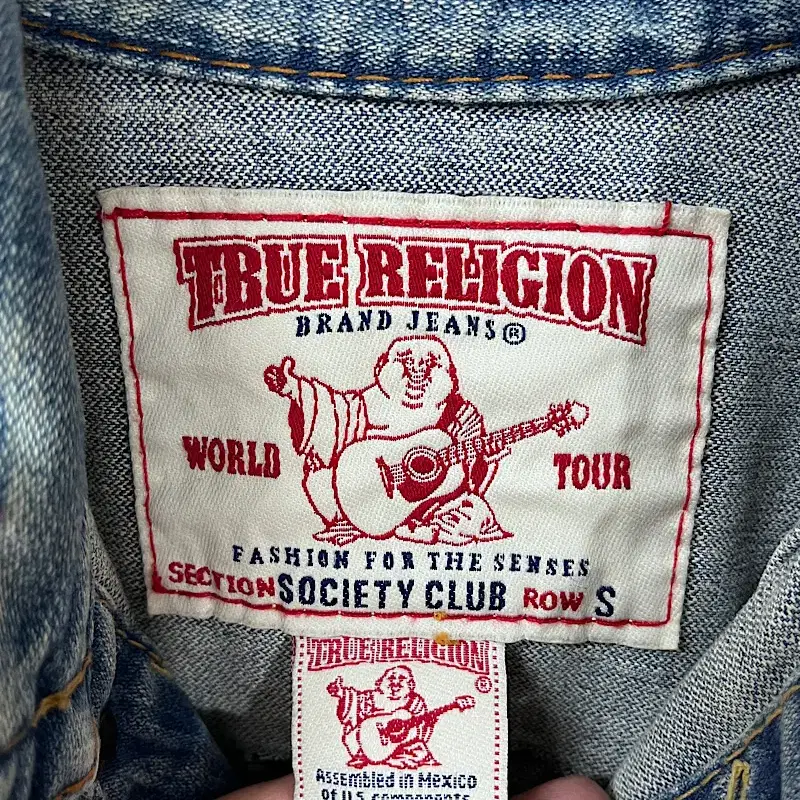 TRUE RELIGION
BRAND JEANS®
WORLD TOUR
FASHION FOR THE SENSES
SECTION SOCIETY CLUB ROW S
TRUE RELIGION
®
Assembled in Mexico
of U.S. components